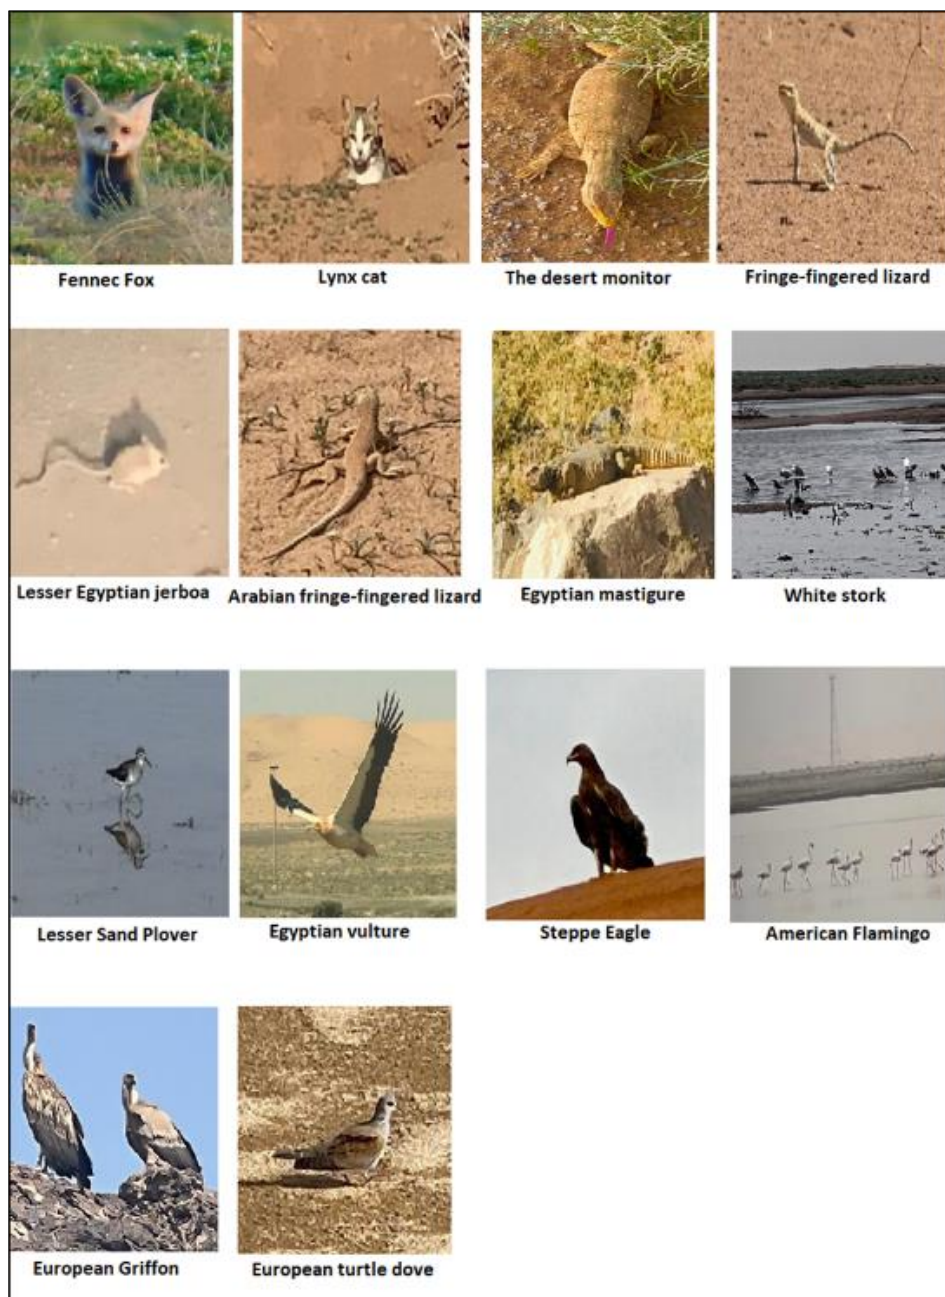 Fennec Fox
Lynx cat
The desert monitor
Fringe-fingered lizard
Lesser Egyptian jerboa
Arabian fringe-fingered lizard
Egyptian mastigure
White stork
Lesser Sand Plover
Egyptian vulture
Steppe Eagle
American Flamingo
European Griffon
European turtle dove